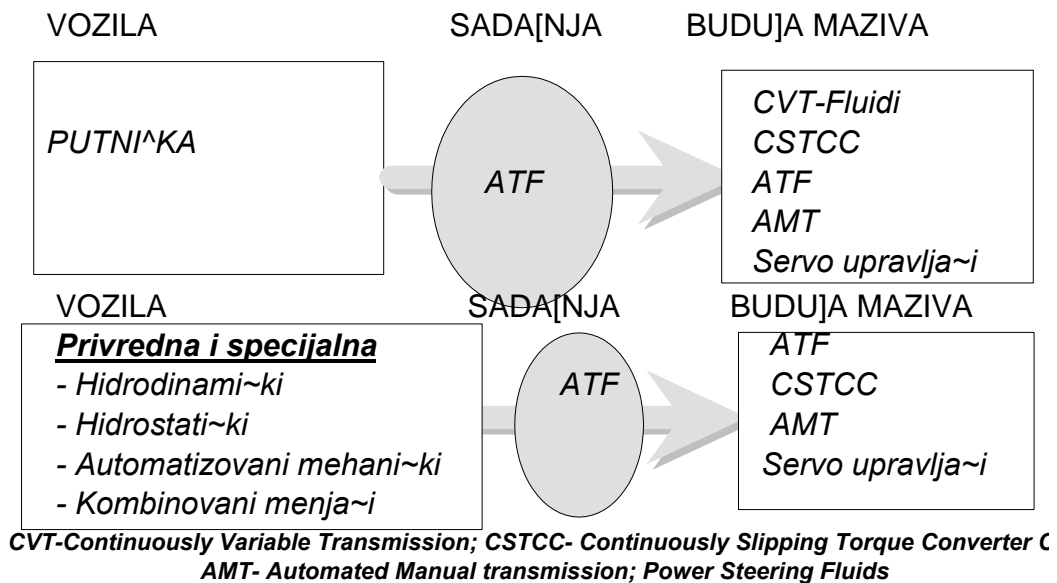 VOZILA SADA[NJA BUDU]A MAZIVA
PUTNI^KA
ATF
CVT-Fluidi
CSTCC
ATF
AMT
Servo upravlja~i
VOZILA SADA[NJA BUDU]A MAZIVA
Privredna i specijalna
- Hidrodinami~ki
- Hidrostati~ki
- Automatizovani mehani~ki
- Kombinovani menja~i
ATF
ATF
CSTCC
AMT
Servo upravlja~i
CVT-Continuously Variable Transmission; CSTCC- Continuously Slipping Torque Converter C
AMT- Automated Manual transmission; Power Steering Fluids